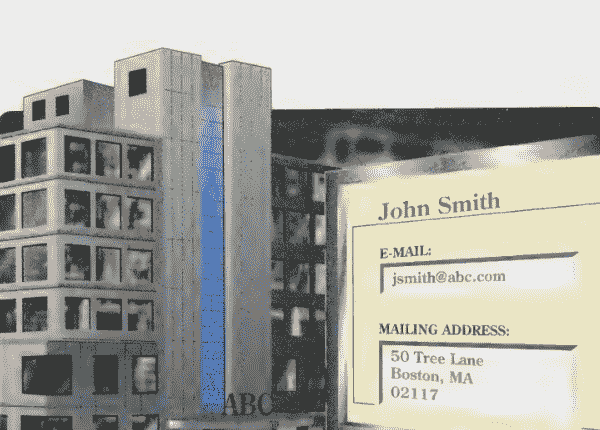 John Smith
E-MAIL:
jsmith@abc.com
MAILING ADDRESS:
50 Tree Lane
Boston, MA
02117
ABC